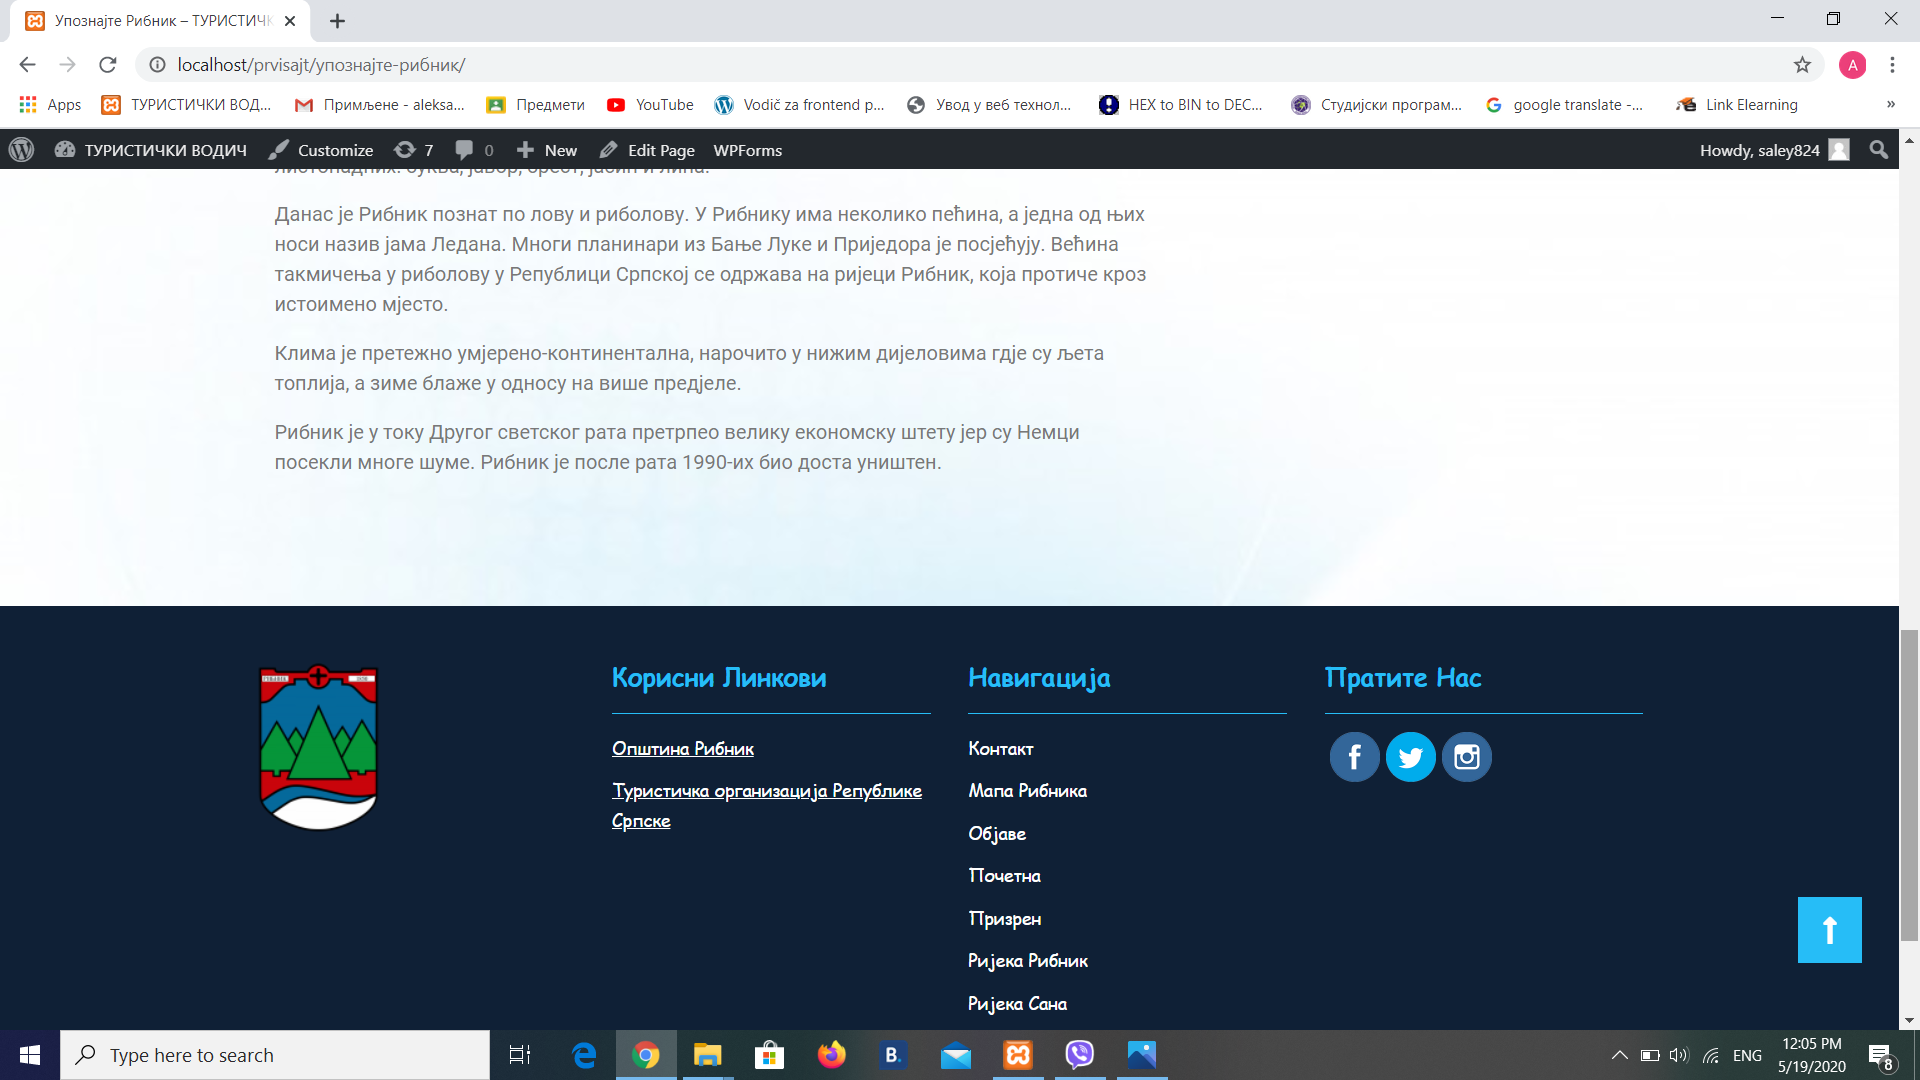 Упознајте Рибник – ТУРИСТИЧК
localhost/prvisajt/упознајте-рибник/
A
Apps
ТУРИСТИЧКИ ВОД...
Примљене - aleksa...
Предмети
YouTube
Vodič za frontend p...
Увод у веб технол...
HEX to BIN to DEC...
Студијски програм...
google translate -...
Link Elearning
»
ТУРИСТИЧКИ ВОДИЧ
Customize
7
0
New
Edit Page
WPForms
Howdy, saley824
листопадних: буква, јавор, брест, јасен и липа.
Данас је Рибник познат по лову и риболову. У Рибнику има неколико пећина, а једна од њих
носи назив јама Ледана. Многи планинари из Бање Луке и Приједора је посјећују. Већина
такмичења у риболову у Републици Српској се одржава на ријеци Рибник, која протиче кроз
истоимено мјесто.
Клима је претежно умјерено-континентална, нарочито у нижим дијеловима гдје су љета
топлија, а зиме блаже у односу на више предјеле.
Рибник је у току Другог светског рата претрпео велику економску штету јер су Немци
посекли многе шуме. Рибник је после рата 1990-их био доста уништен.
Корисни Линкови
Општина Рибник
Туристичка организација Републике
Српске
Навигација
Контакт
Мапа Рибника
Објаве
Почетна
Призрен
Ријека Рибник
Ријека Сана
Пратите Нас
Type here to search
B.
ENG
12:05 PM
5/19/2020
8